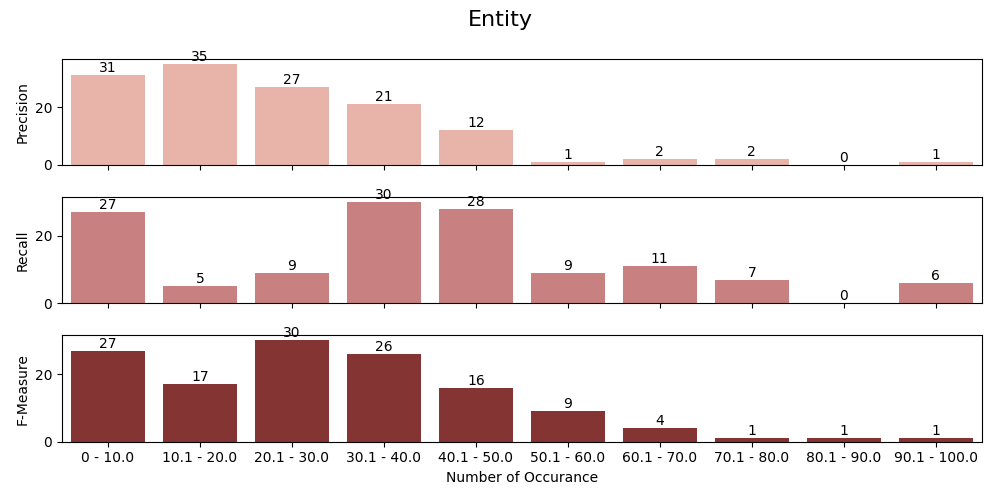 Entity
31 35 27 21 12 1 2 2 0 1
20
0
Precision
27 5 9 30 28 9 11 7 0 6
20
0
Recall
27 17 30 26 16 9 4 1 1 1
20
0
F-Measure
0 - 10.0 10.1 - 20.0 20.1 - 30.0 30.1 - 40.0 40.1 - 50.0 50.1 - 60.0 60.1 - 70.0 70.1 - 80.0 80.1 - 90.0 90.1 - 100.0
Number of Occurance